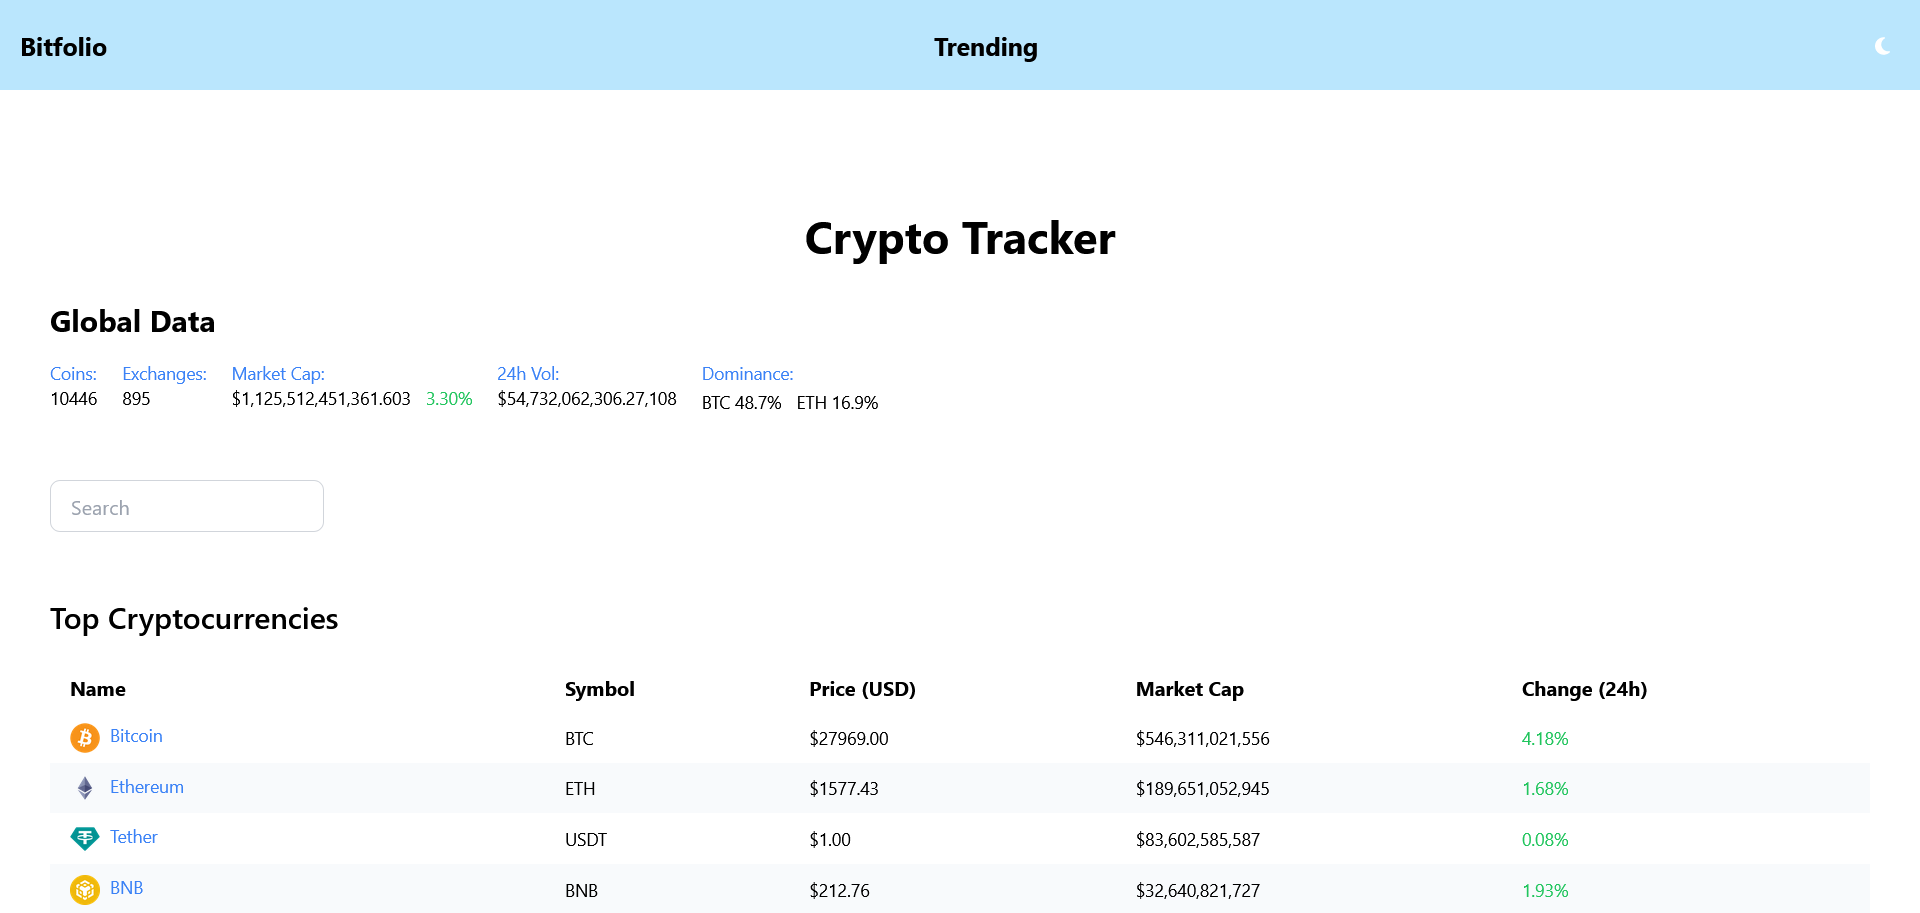 Bitfolio Trending
Crypto Tracker
Global Data
Coins: Exchanges: Market Cap: 24h Vol: Dominance:
10446 895 $1,125,512,451,361.603 3.30% $54,732,062,306.27,108 BTC 48.7% ETH 16.9%
Search
Top Cryptocurrencies
Name Symbol Price (USD) Market Cap Change (24h)
Bitcoin BTC $27969.00 $546,311,021,556 4.18%
Ethereum ETH $1577.43 $189,651,052,945 1.68%
Tether USDT $1.00 $83,602,585,587 0.08%
BNB BNB $212.76 $32,640,821,727 1.93%